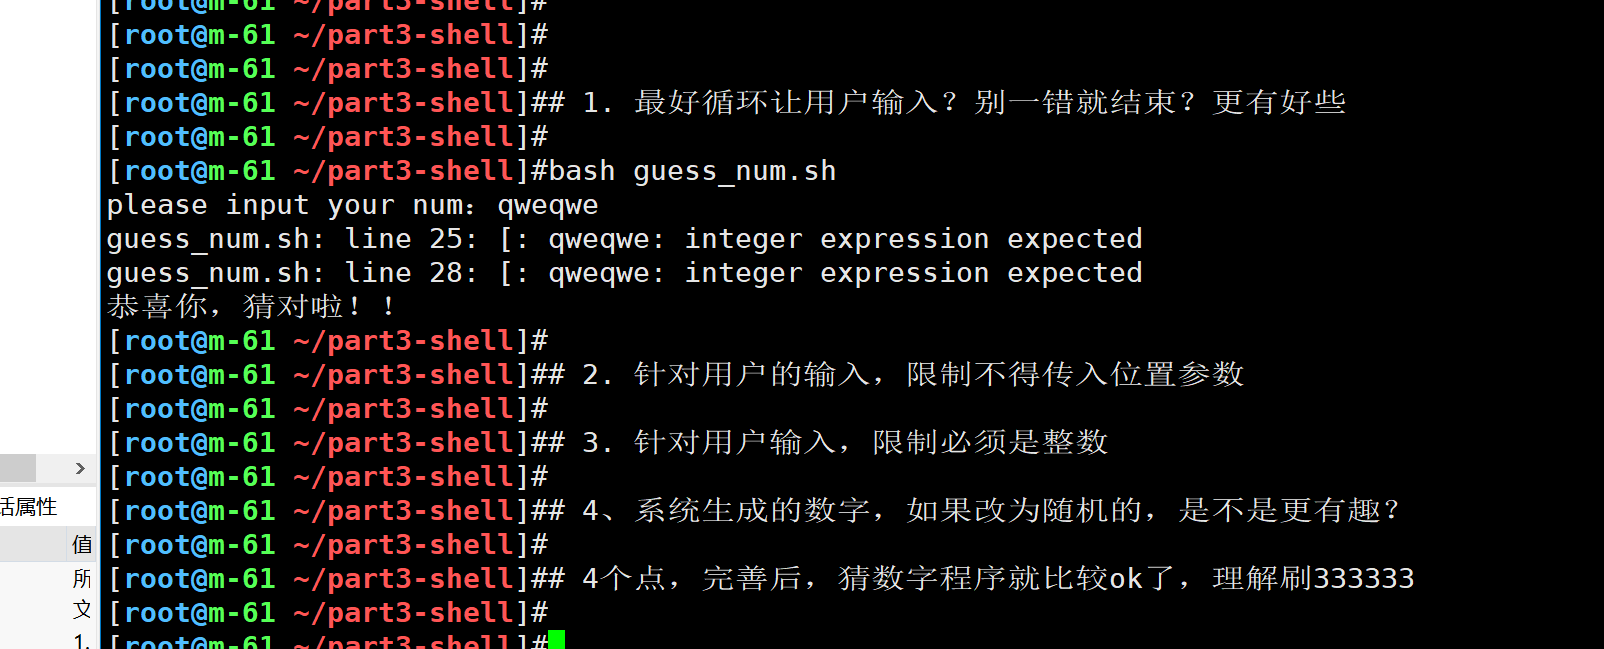 [root@m-61 ~/part3-shell]#
[root@m-61 ~/part3-shell]#
[root@m-61 ~/part3-shell]#
[root@m-61 ~/part3-shell]## 1. 最好循环让用户输入？别一错就结束？更有好些
[root@m-61 ~/part3-shell]#
[root@m-61 ~/part3-shell]#bash guess_num.sh
please input your num：qweqwe
guess_num.sh: line 25: [: qweqwe: integer expression expected
guess_num.sh: line 28: [: qweqwe: integer expression expected
恭喜你，猜对啦！！
[root@m-61 ~/part3-shell]#
[root@m-61 ~/part3-shell]## 2. 针对用户的输入，限制不得传入位置参数
[root@m-61 ~/part3-shell]#
[root@m-61 ~/part3-shell]## 3. 针对用户输入，限制必须是整数
[root@m-61 ~/part3-shell]#
[root@m-61 ~/part3-shell]## 4、系统生成的数字，如果改为随机的，是不是更有趣？
[root@m-61 ~/part3-shell]#
[root@m-61 ~/part3-shell]## 4个点，完善后，猜数字程序就比较ok了，理解刷333333
[root@m-61 ~/part3-shell]#
[root@m-61 ~/part3-shell]#
活属性
值
所
文
1.